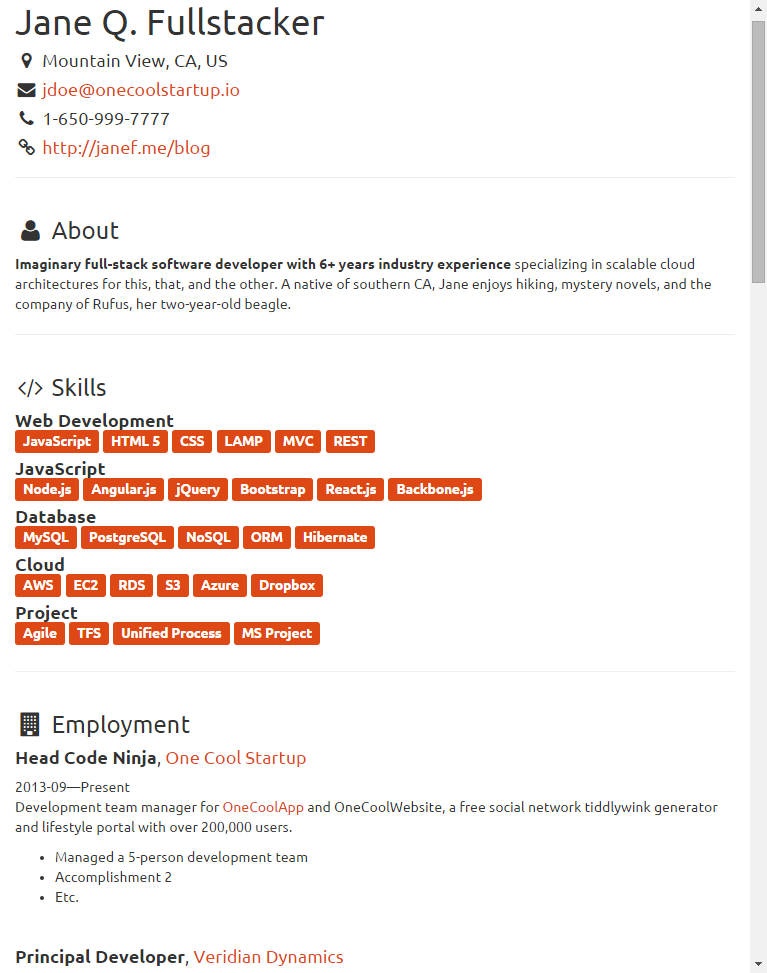 Jane Q. Fullstacker
Mountain View, CA, US
jdoe@onecoolstartup.io
1-650-999-7777
http://janef.me/blog
About
Imaginary full-stack software developer with 6+ years industry experience specializing in scalable cloud
architectures for this, that, and the other. A native of southern CA, Jane enjoys hiking, mystery novels, and the
company of Rufus, her two-year-old beagle.
</> Skills
Web Development
JavaScript HTML 5 CSS LAMP MVC REST
JavaScript
Node.js Angular.js jQuery Bootstrap React.js Backbone.js
Database
MySQL PostgreSQL NoSQL ORM Hibernate
Cloud
AWS EC2 RDS S3 Azure Dropbox
Project
Agile TFS Unified Process MS Project
Employment
Head Code Ninja, One Cool Startup
2013-09—Present
Development team manager for OneCoolApp and OneCoolWebsite, a free social network tiddlywink generator
and lifestyle portal with over 200,000 users.
• Managed a 5-person development team
• Accomplishment 2
• Etc.
Principal Developer, Veridian Dynamics